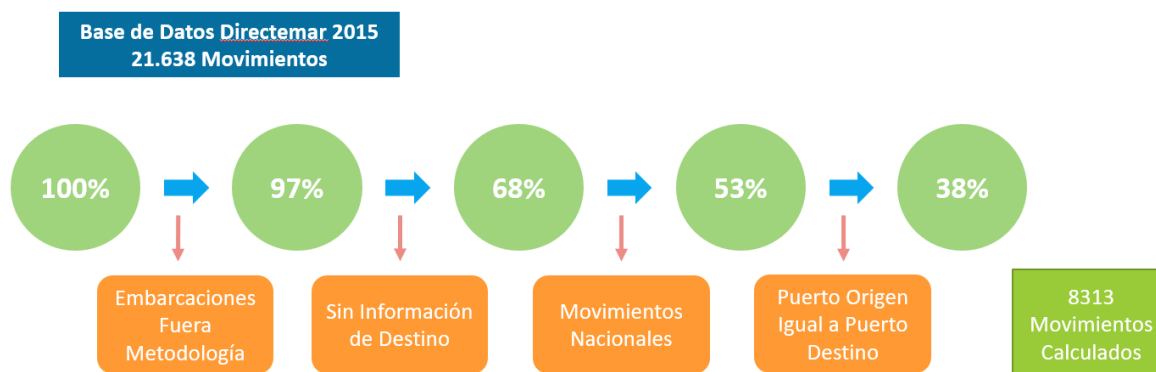 Base de Datos Directemar 2015
21.638 Movimientos
100%
97%
68%
53%
38%
Embarcaciones
Fuera
Metodología
Sin Información
de Destino
Movimientos
Nacionales
Puerto Origen
Igual a Puerto
Destino
8313
Movimientos
Calculados